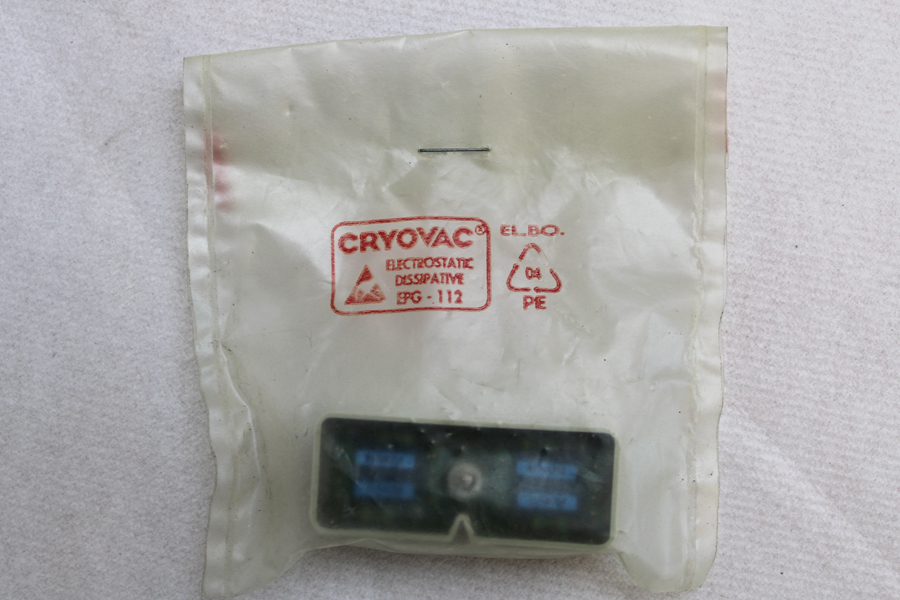 CRYOVAC®
ELECTROSTATIC
DISSIPATIVE
EPG - 112
EL.BO.
04
PE